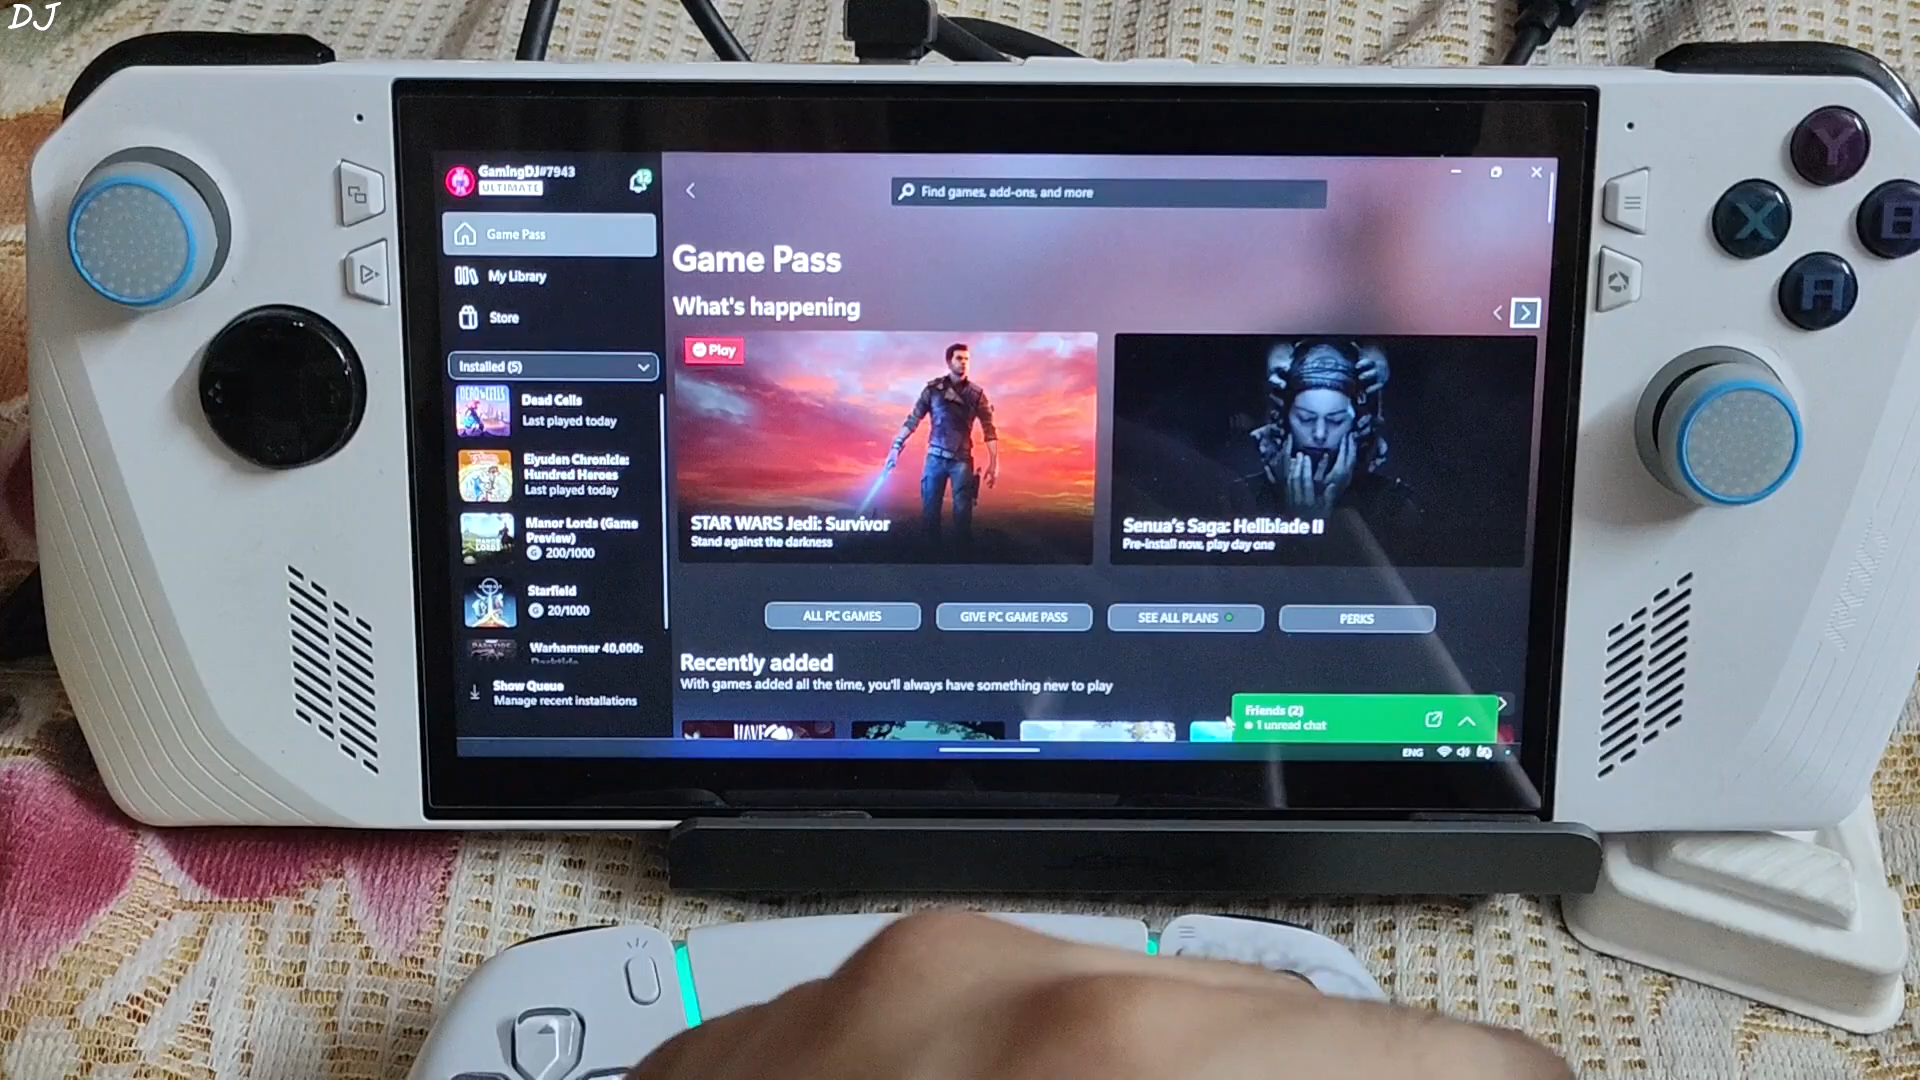 DJ
GamingDJ#7943
ULTIMATE
12
Find games, add-ons, and more
Game Pass
My Library
Store
Installed (5)
Dead Cells
Last played today
Eiyuden Chronicle:
Hundred Heroes
Last played today
Manor Lords (Game
Preview)
G 200/1000
Starfield
G 20/1000
Warhammer 40,000:
Darktide
Show Queue
Manage recent installations
Game Pass
What's happening
Play
STAR WARS Jedi: Survivor
Stand against the darkness
Senua's Saga: Hellblade II
Pre-install now, play day one
ALL PC GAMES
GIVE PC GAME PASS
SEE ALL PLANS
PERKS
Recently added
With games added all the time, you'll always have something new to play
Friends (2)
1 unread chat
ENG
Y
X
B
A
JSAUX